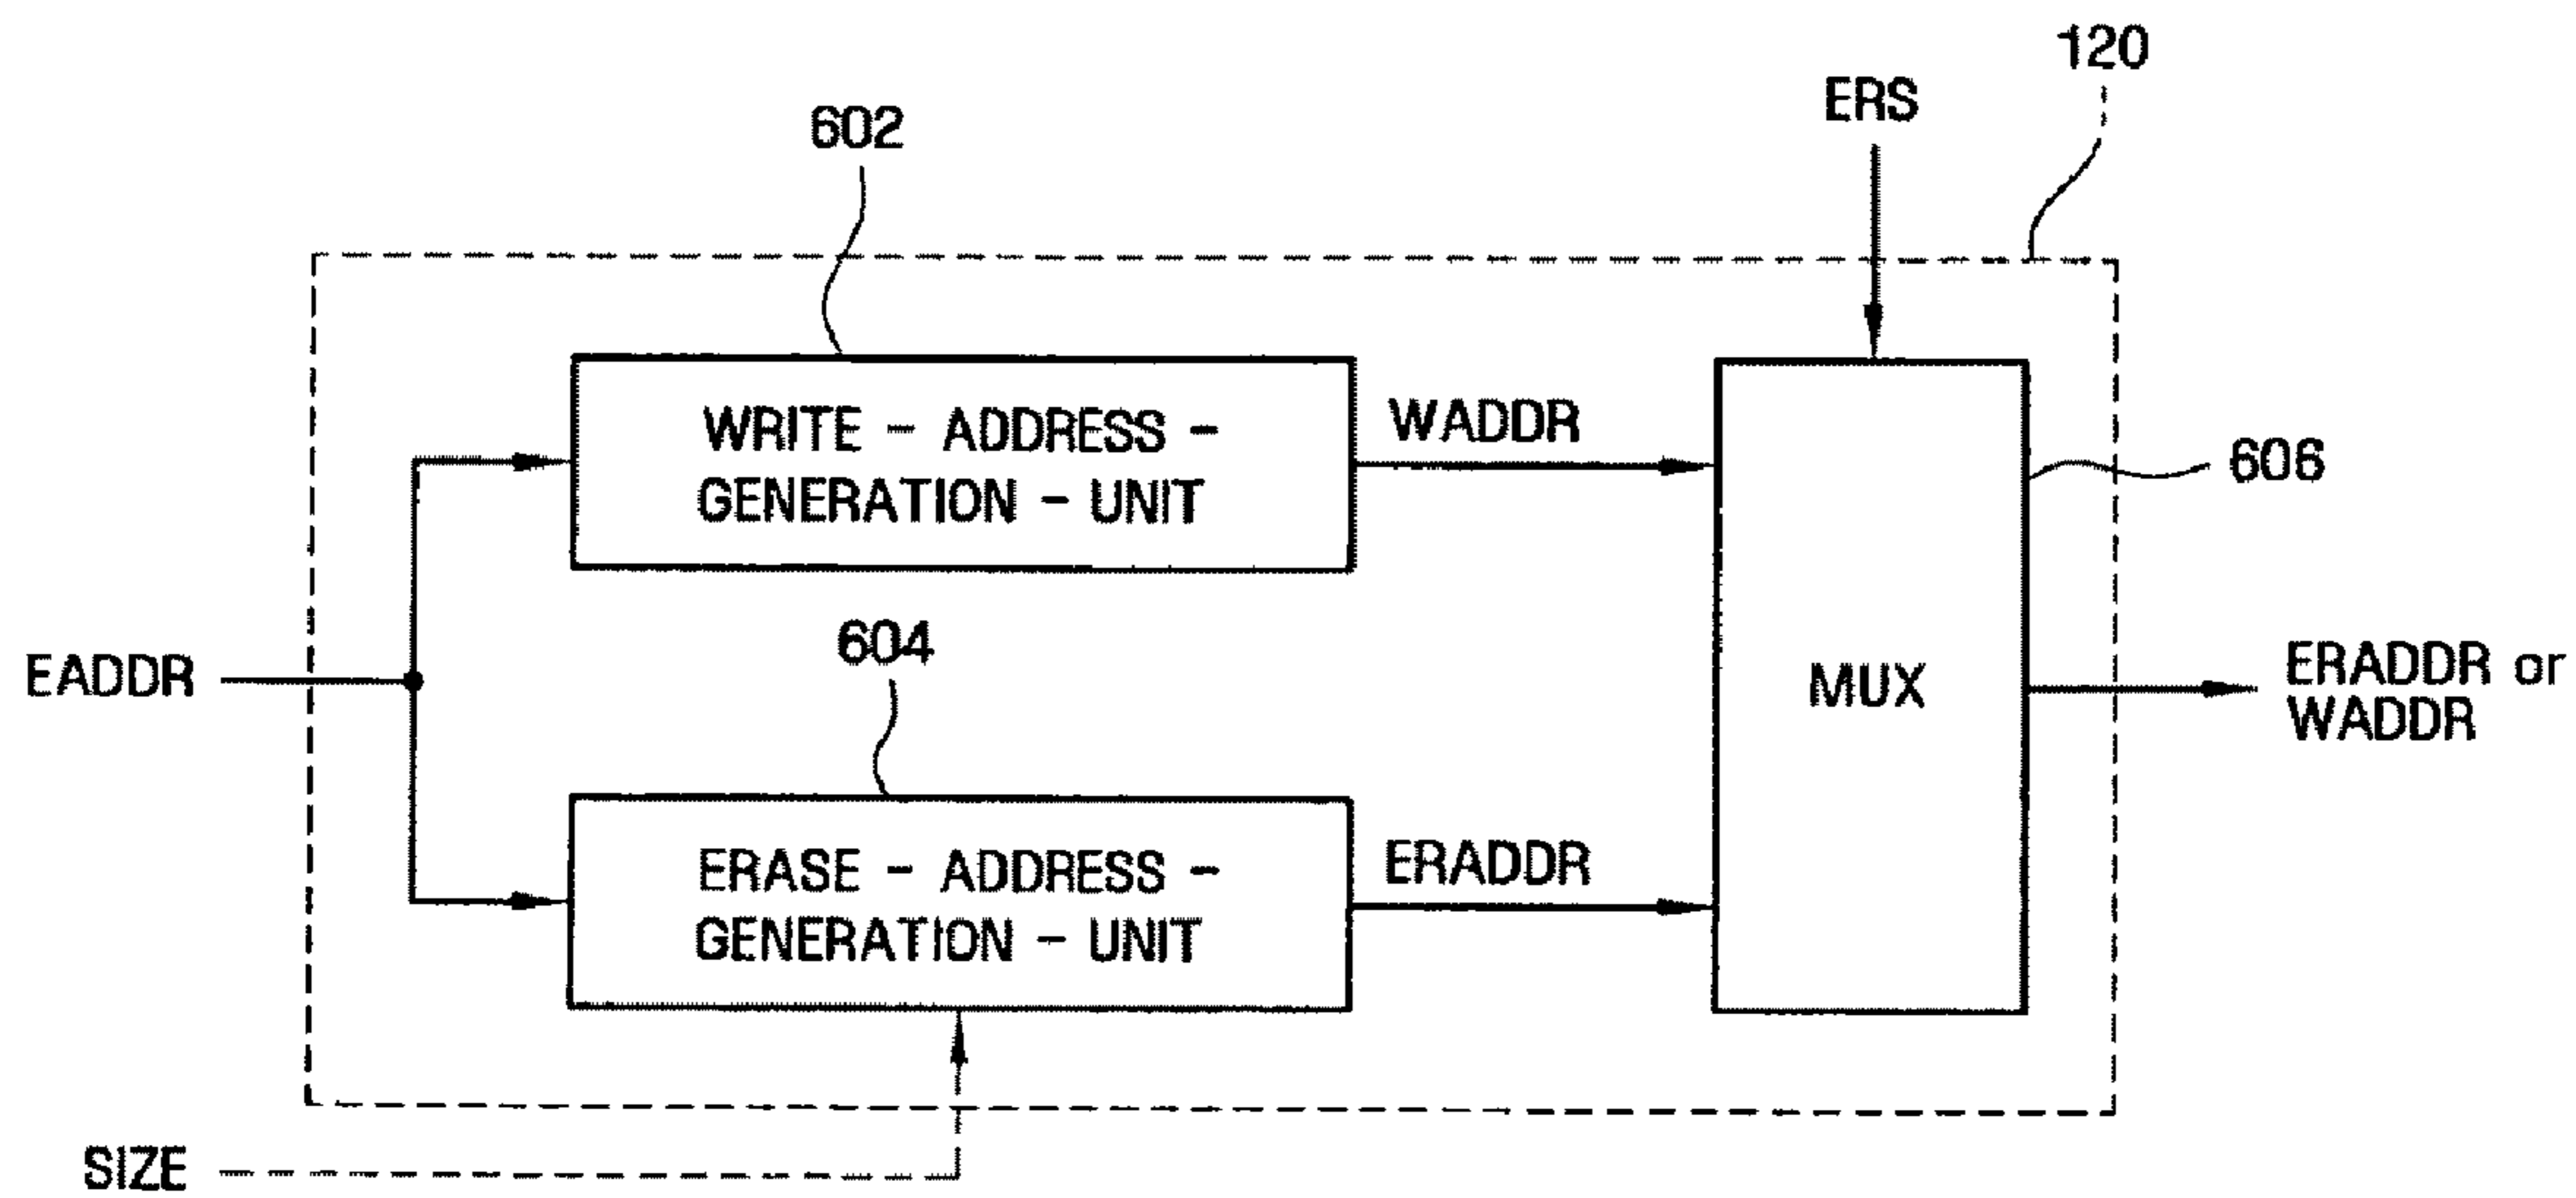 120
ERS
602
WRITE - ADDRESS -
GENERATION - UNIT
WADDR
606
EADDR
604
MUX
ERADDR or
WADDR
ERASE - ADDRESS -
GENERATION - UNIT
ERADDR
SIZE